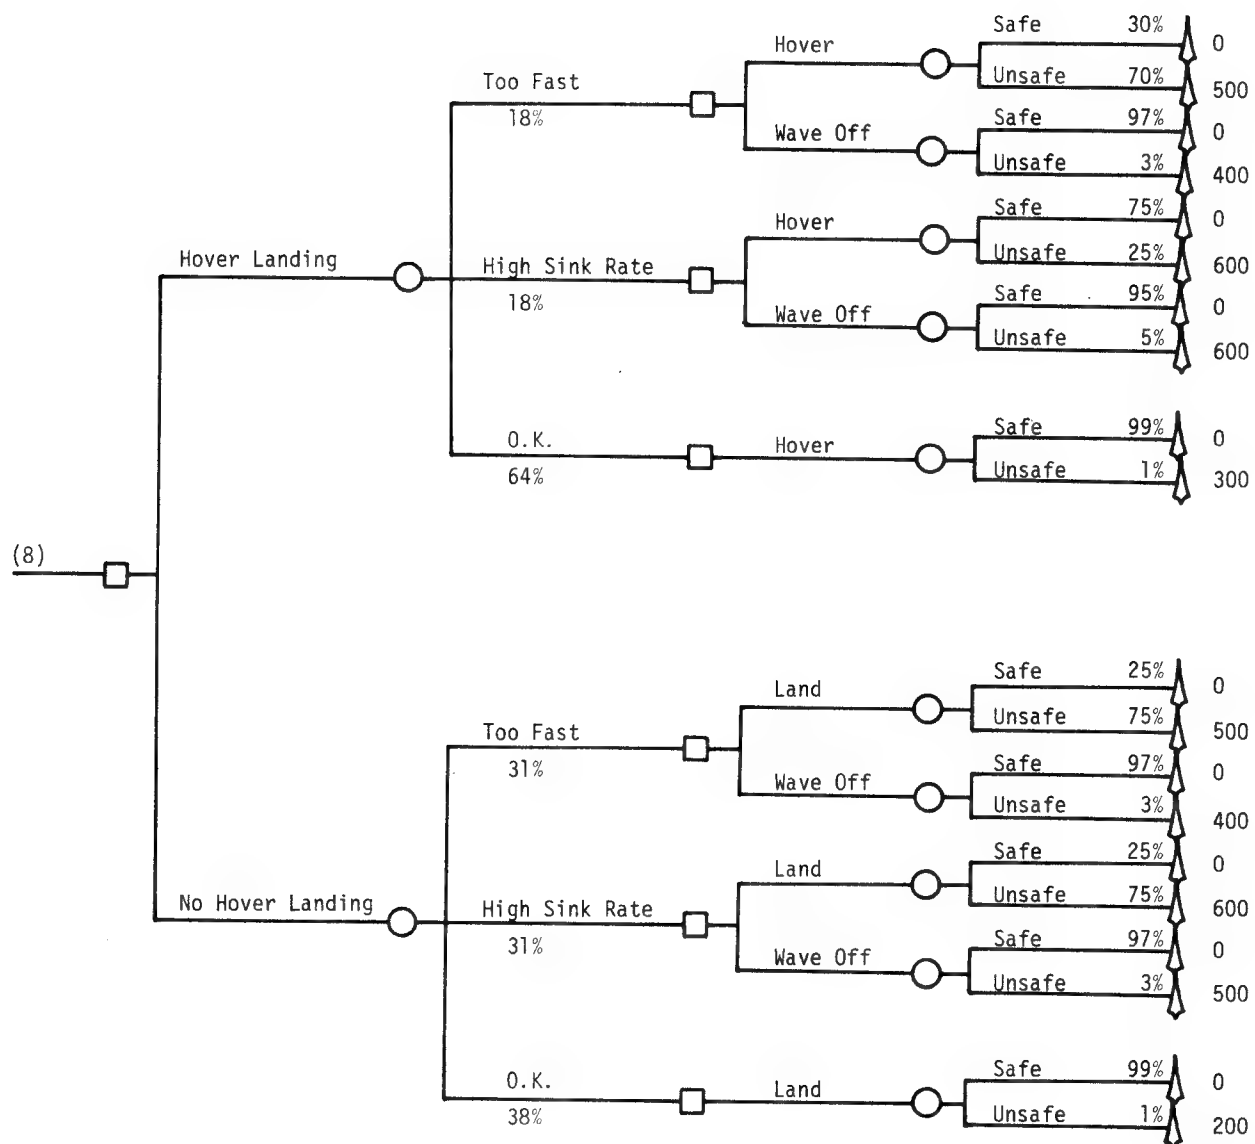 Safe 30% 0
Hover
Unsafe 70% 500
Too Fast
18%
Safe 97% 0
Wave Off
Unsafe 3% 400
Safe 75% 0
Hover
Unsafe 25% 600
Hover Landing
High Sink Rate
18%
Safe 95% 0
Wave Off
Unsafe 5% 600
Safe 99% 0
O.K.
64%
Hover
Unsafe 1% 300
(8)
Safe 25% 0
Land
Unsafe 75% 500
Too Fast
31%
Safe 97% 0
Wave Off
Unsafe 3% 400
Safe 25% 0
Land
Unsafe 75% 600
No Hover Landing
High Sink Rate
31%
Safe 97% 0
Wave Off
Unsafe 3% 500
Safe 99% 0
O.K.
38%
Land
Unsafe 1% 200